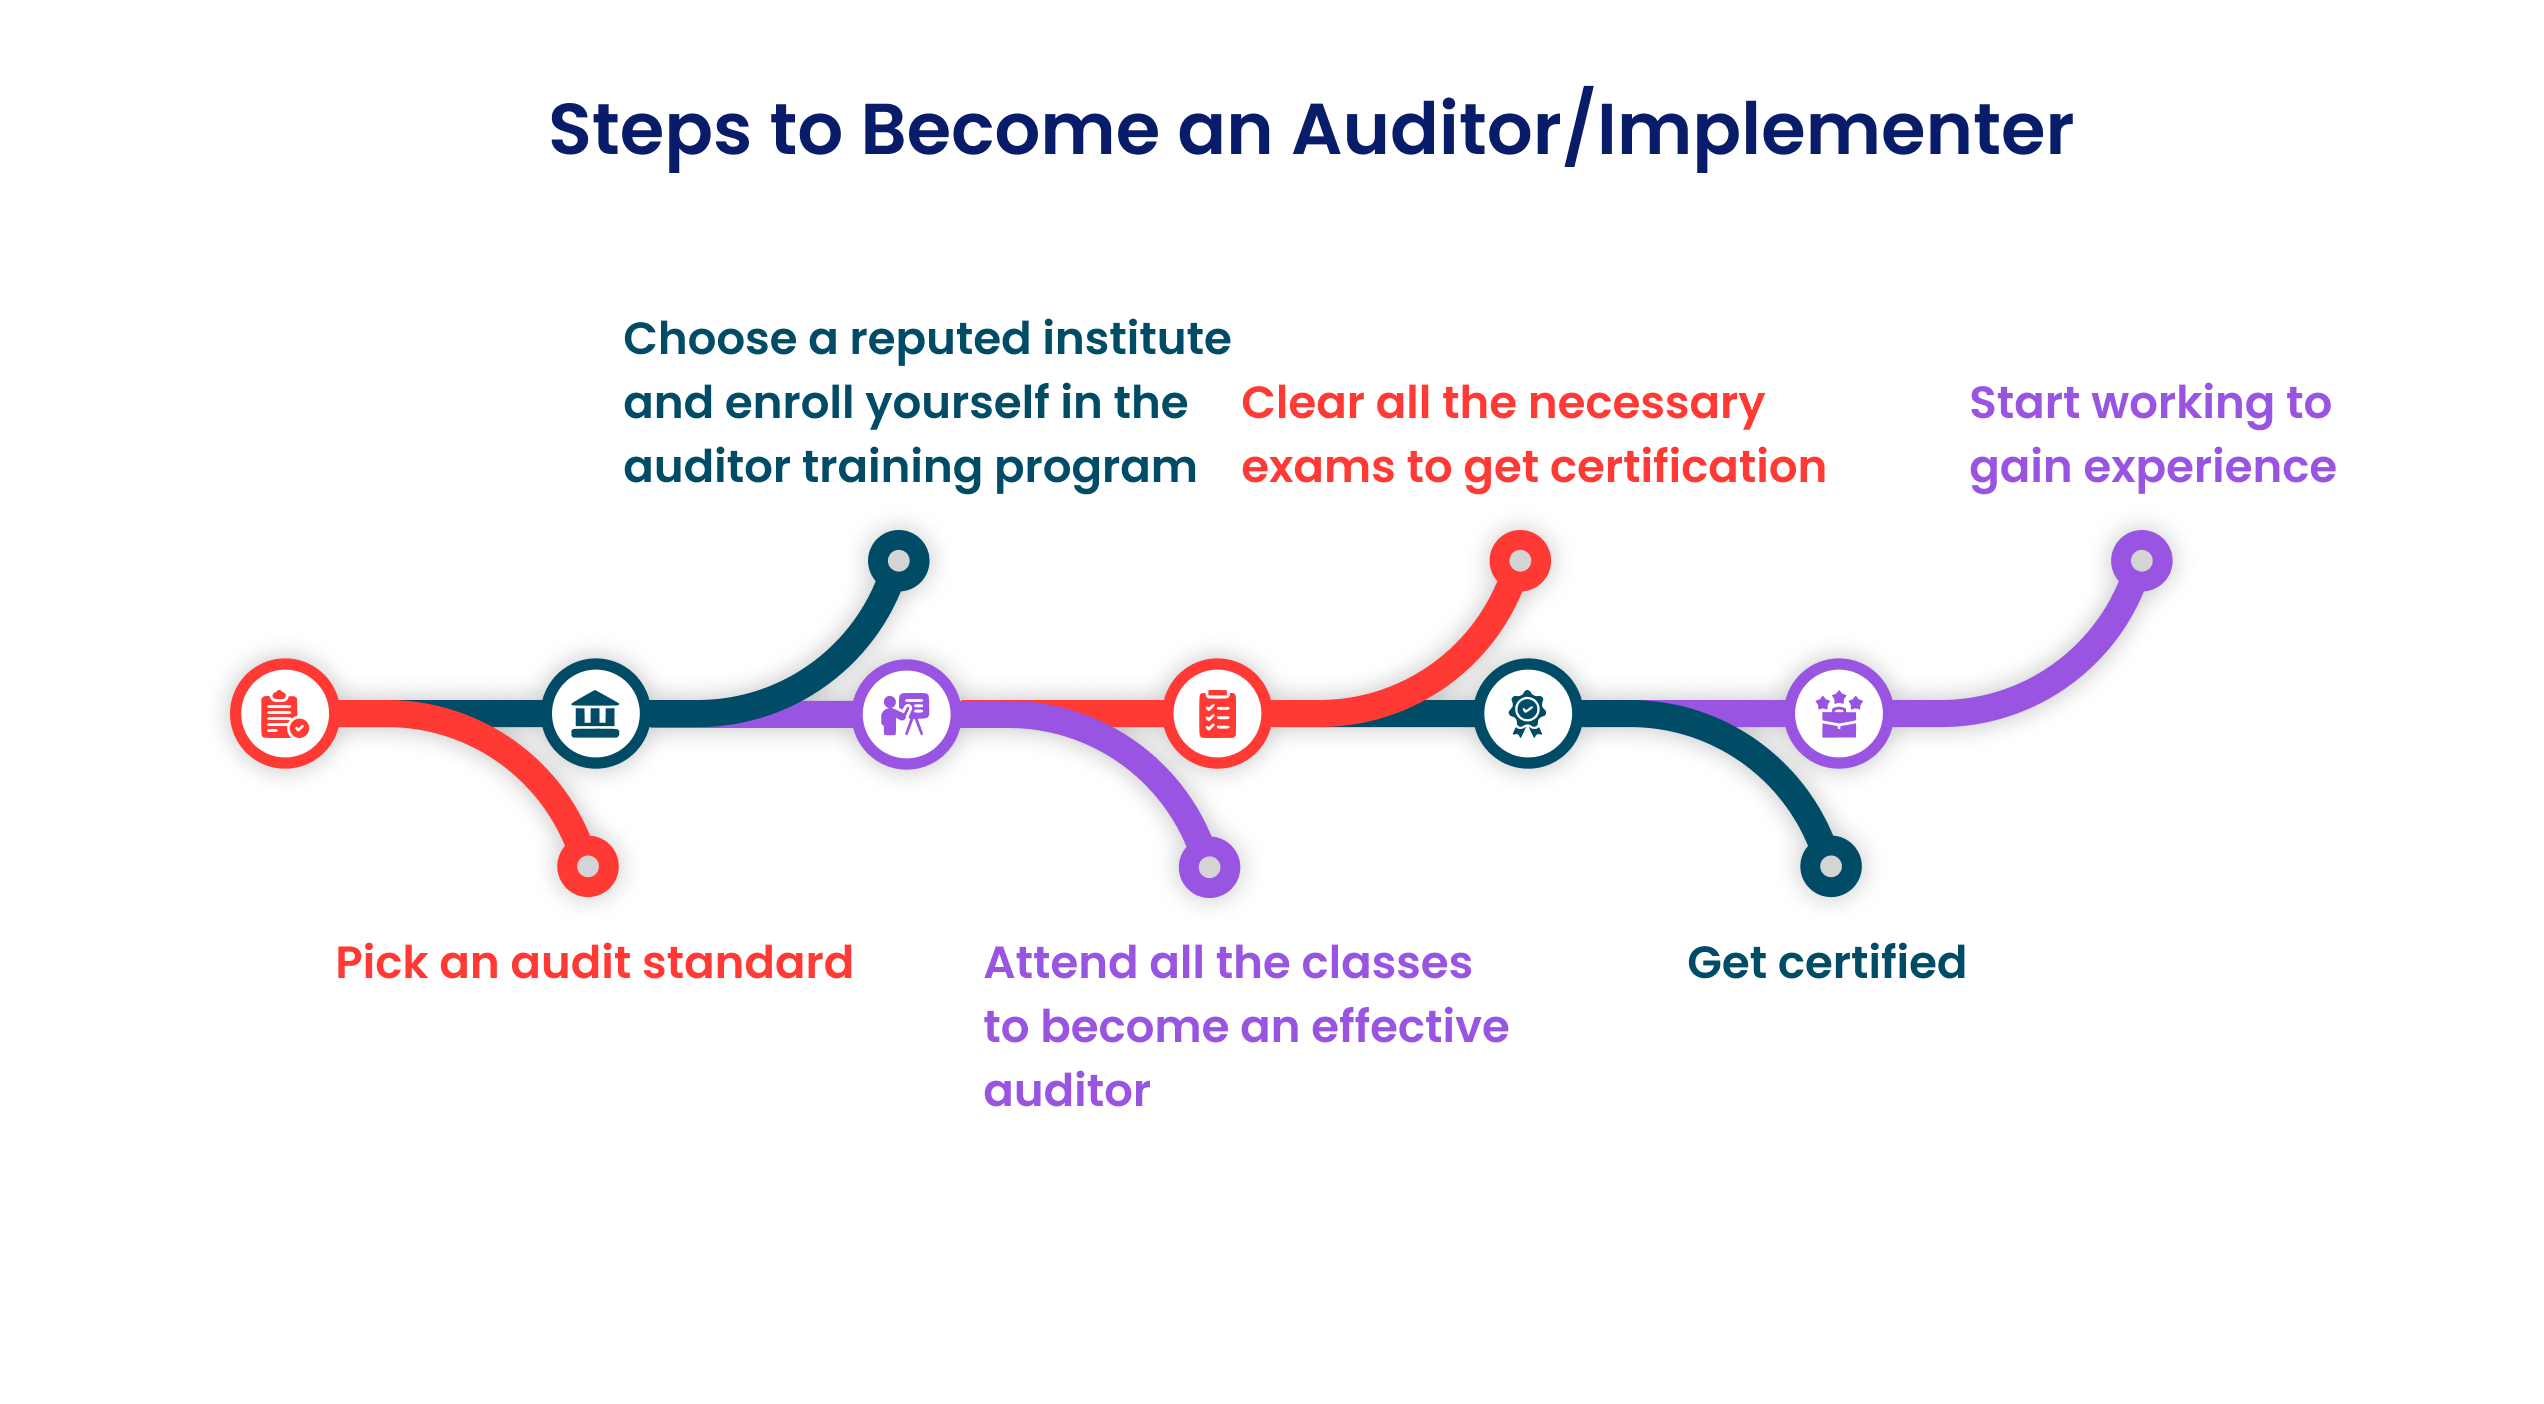 Steps to Become an Auditor/Implementer
Choose a reputed institute
and enroll yourself in the
auditor training program
Clear all the necessary
exams to get certification
Start working to
gain experience
Pick an audit standard
Attend all the classes
to become an effective
auditor
Get certified